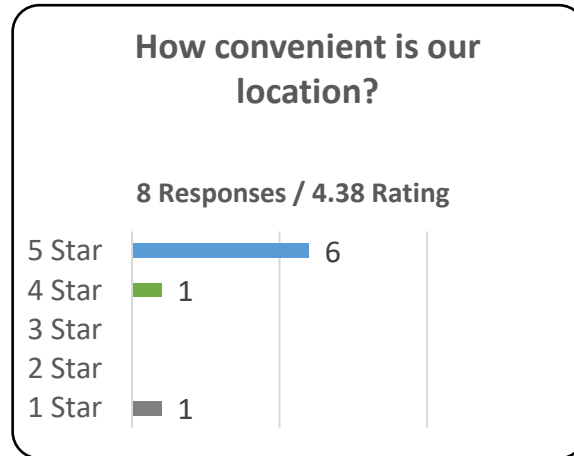 How convenient is our
location?
8 Responses / 4.38 Rating
5 Star 6
4 Star 1
3 Star
2 Star
1 Star 1